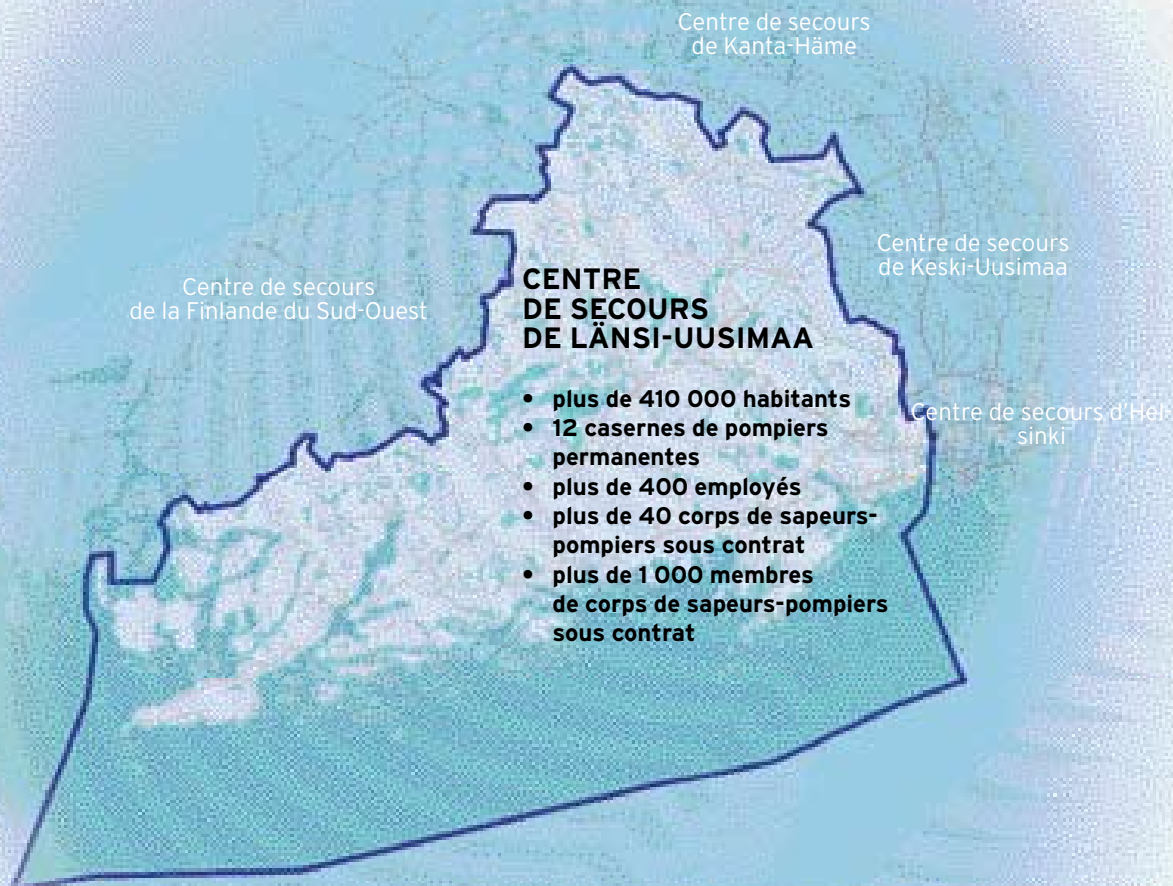 Centre de secours
de Kanta-Häme
Centre de secours
de Keski-Uusimaa
Centre de secours
de la Finlande du Sud-Ouest
CENTRE
DE SECOURS
DE LÄNSI-UUSIMAA
• plus de 410 000 habitants
• 12 casernes de pompiers
permanentes
• plus de 400 employés
• plus de 40 corps de sapeurs-
pompiers sous contrat
• plus de 1 000 membres
de corps de sapeurs-pompiers
sous contrat
Centre de secours d'Hel
sinki